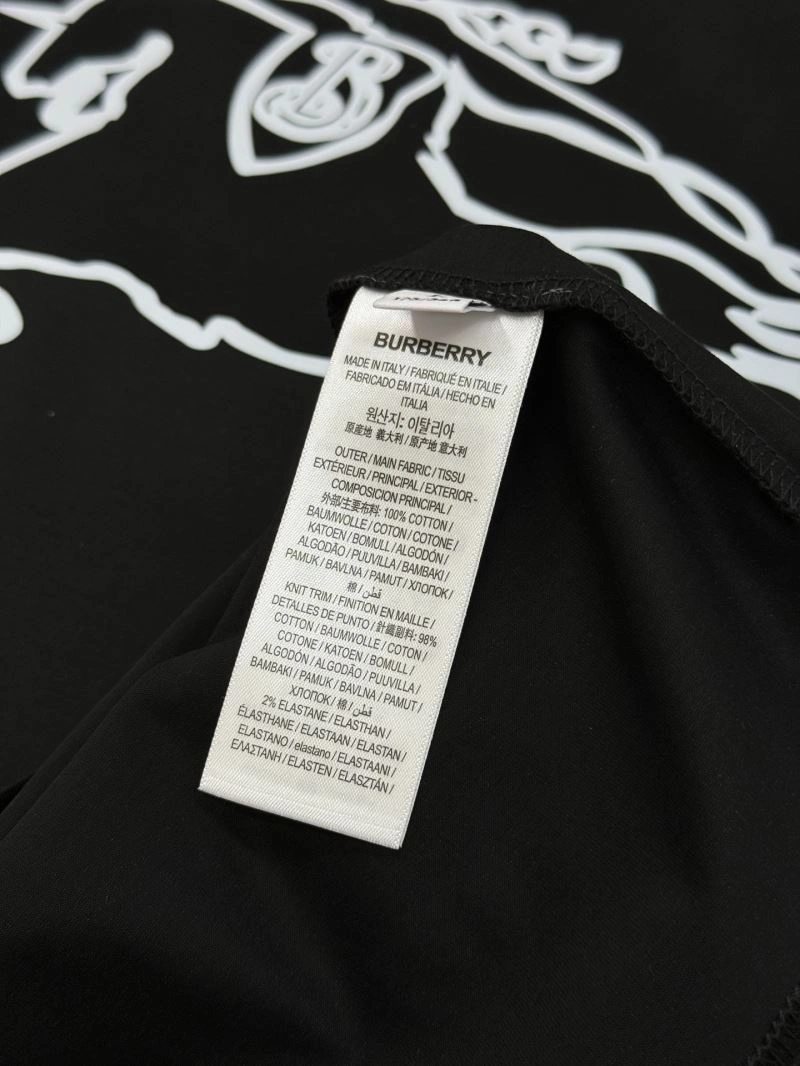 B
BURBERRY
MADE IN ITALY / FABRIQUÉ EN ITALIE /
FABRICADO EM ITÁLIA / HECHO EN
ITALIA
원산지: 이탈리아
原産地 義大利 / 原产地 意大利
OUTER / MAIN FABRIC / TISSU
EXTÉRIEUR / PRINCIPAL / EXTERIOR -
COMPOSICION PRINCIPAL /
外部/主要布料: 100% COTTON /
BAUMWOLLE / COTON / COTONE /
KATOEN / BOMULL / ALGODÓN /
ALGODÃO / PUUVILLA / BAMBAKI /
PAMUK / BAVLNA / PAMUT / ХЛОПОК /
棉 / قطن
KNIT TRIM / FINITION EN MAILLE /
DETALLES DE PUNTO / 針織副料: 98%
COTTON / BAUMWOLLE / COTON /
COTONE / KATOEN / BOMULL /
ALGODÓN / ALGODÃO / PUUVILLA /
BAMBAKI / PAMUK / BAVLNA / PAMUT /
ХЛОПОК / 棉 / قطن
2% ELASTANE / ELASTHAN /
ÉLASTHANE / ELASTAAN / ELASTAN /
ELASTANO / elastano / ELASTAANI /
ΕΛΑΣΤΑΝΗ / ELASTEN / ELASZTÁN /